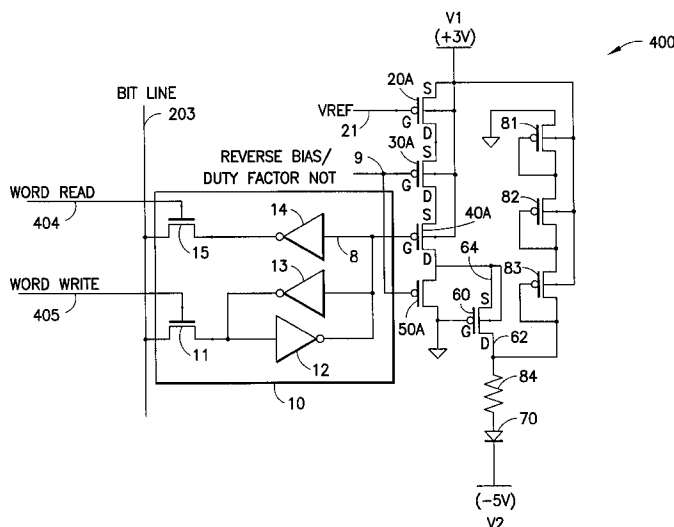 V1
(+3V)
400
20A
S
BIT LINE
203
VREF
21
G
D
81
REVERSE BIAS/
DUTY FACTOR NOT
9
30A
S
G
D
WORD READ
404
14
S
40A
82
15
8
G
D
64
13
83
WORD WRITE
405
60
S
50A
G
D
62
11
12
84
10
70
(-5V)
V2